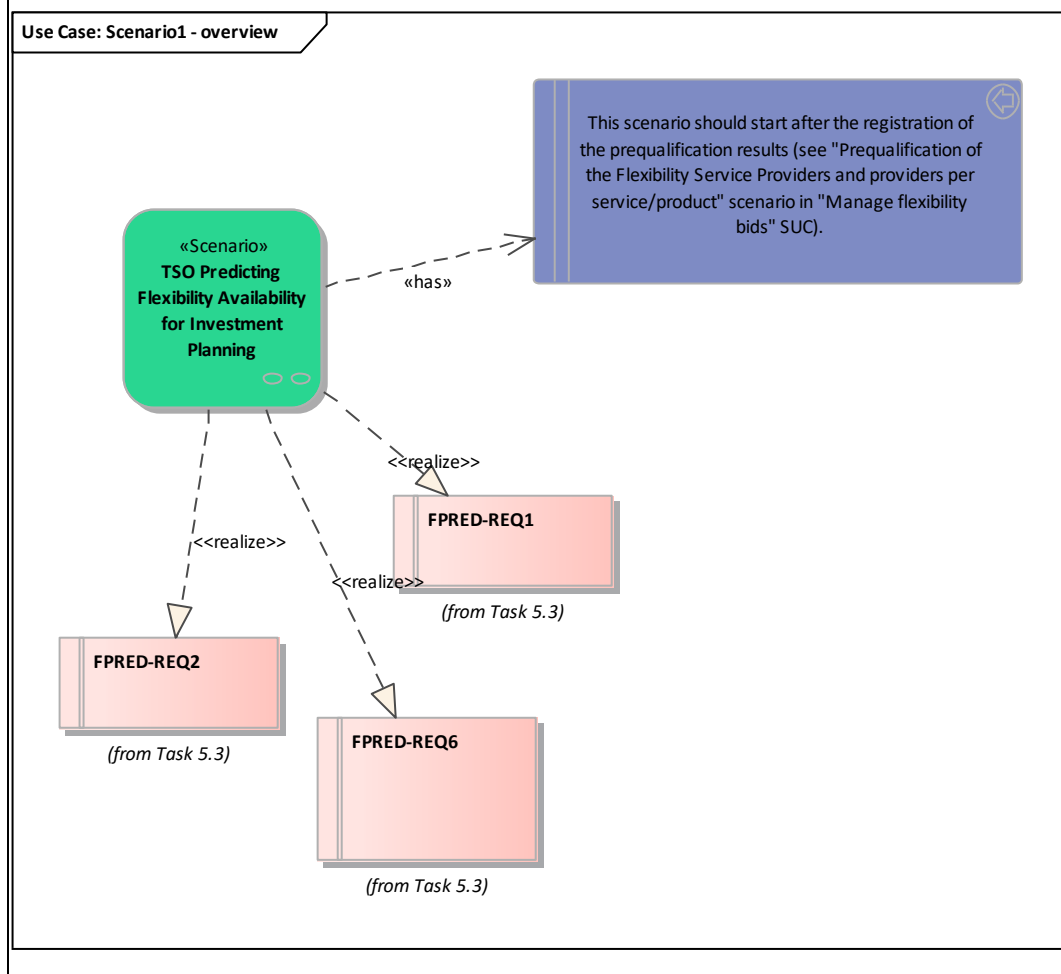 Use Case: Scenario1 - overview
This scenario should start after the registration of
the prequalification results (see "Prequalification of
the Flexibility Service Providers and providers per
service/product" scenario in "Manage flexibility
bids" SUC).
«Scenario»
TSO Predicting
Flexibility Availability
for Investment
Planning
«has»
<<realize>>
FPRED-REQ1
(from Task 5.3)
<<realize>>
<<realize>>
FPRED-REQ2
(from Task 5.3)
FPRED-REQ6
(from Task 5.3)